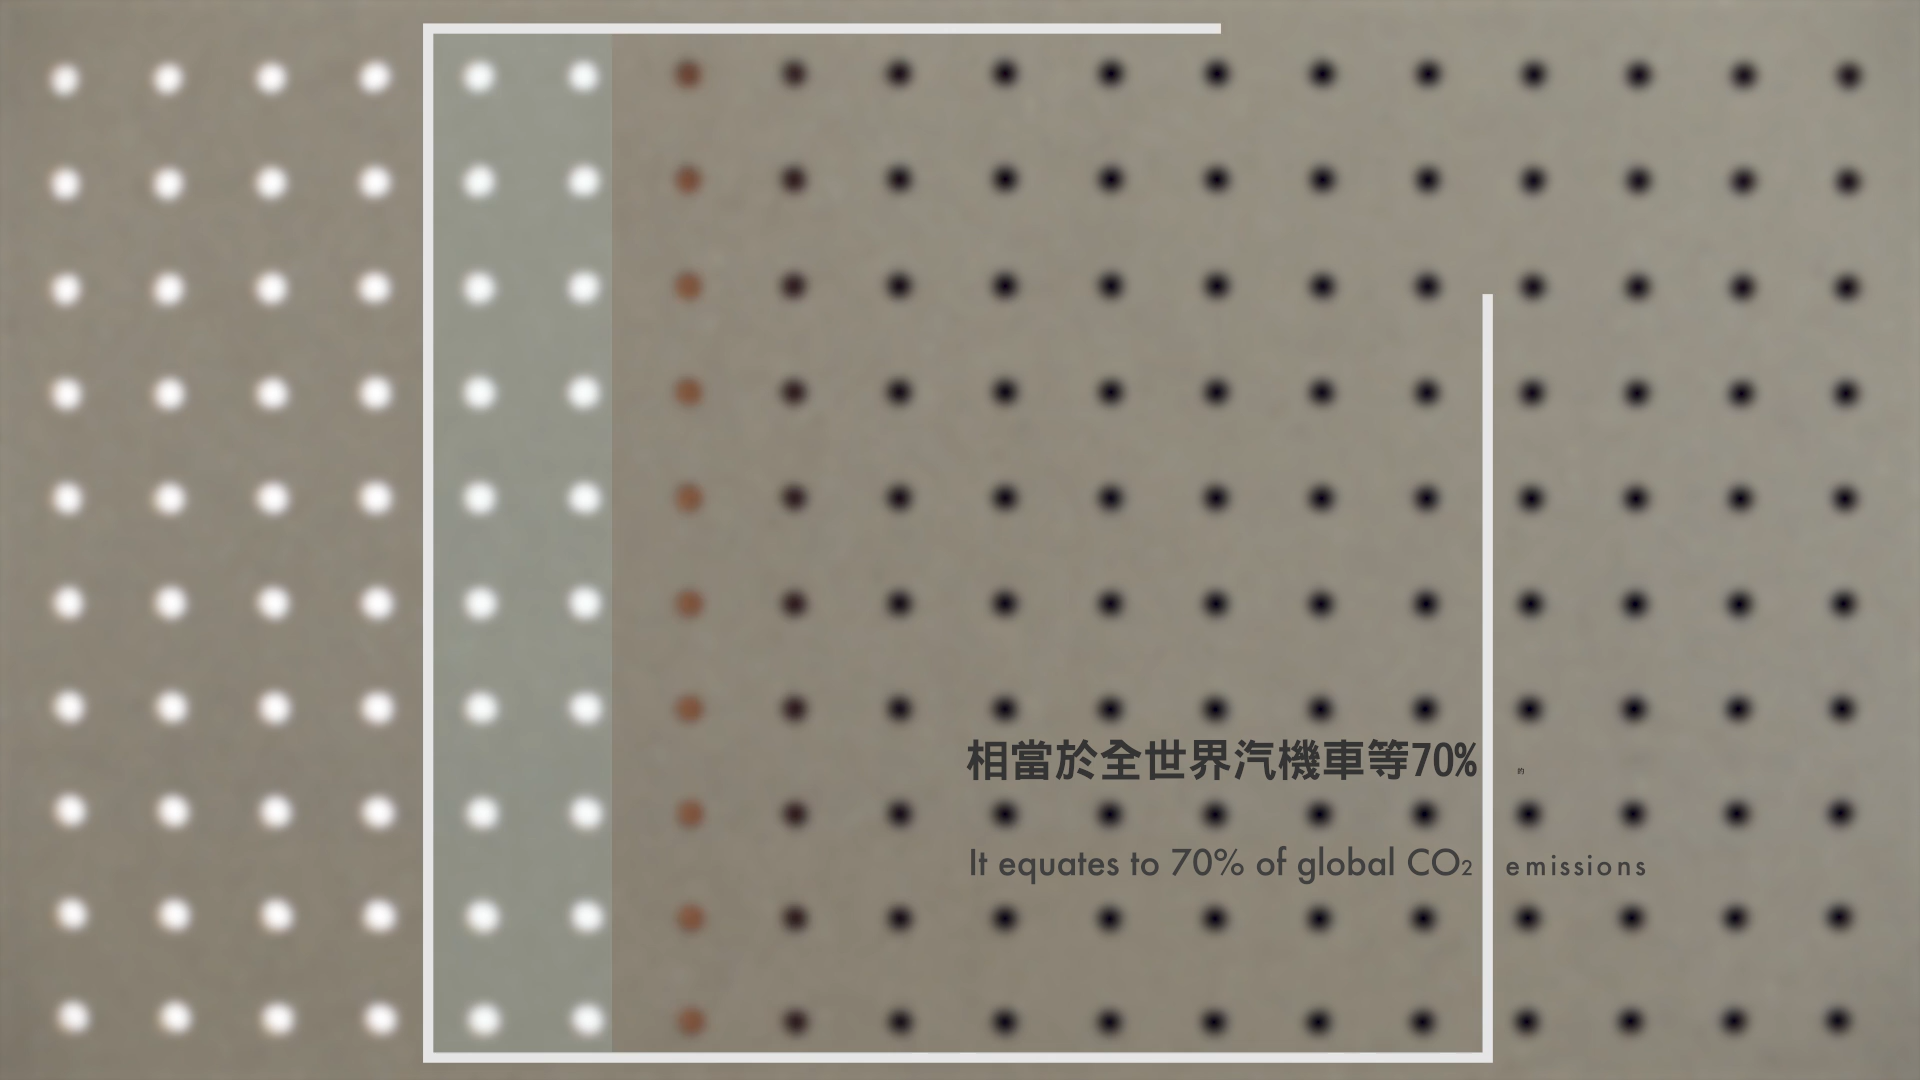 相當於全世界汽機車等70% 的
It equates to 70% of global CO₂ emissions